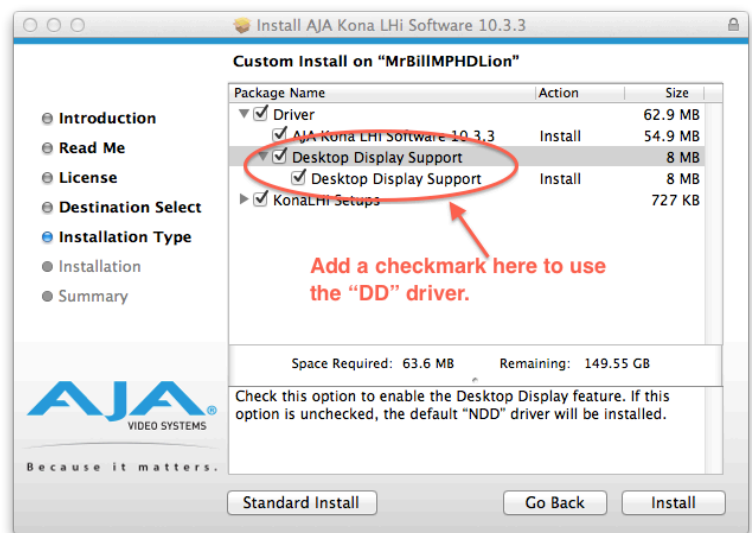 Install AJA Kona LHi Software 10.3.3
Custom Install on “MrBillMPHDLion”
Package Name Action Size
Driver 62.9 MB
AJA Kona LHi Software 10.3.3 Install 54.9 MB
Desktop Display Support 8 MB
Desktop Display Support Install 8 MB
KonaLHi Setups 727 KB
Introduction
Read Me
License
Destination Select
Installation Type
Installation
Summary
Add a checkmark here to use
the “DD” driver.
Space Required: 63.6 MB Remaining: 149.55 GB
Check this option to enable the Desktop Display feature. If this
option is unchecked, the default “NDD” driver will be installed.
AJA
VIDEO SYSTEMS
Because it matters.
Standard Install Go Back Install